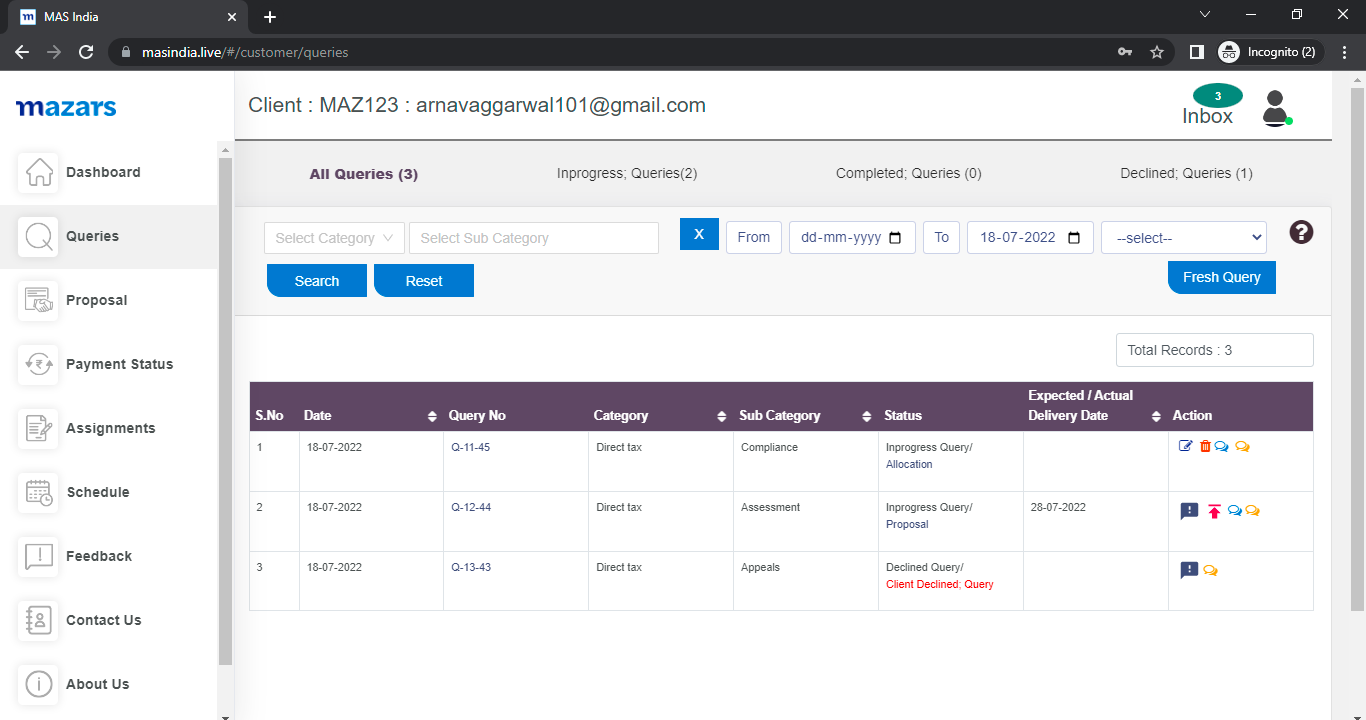 MAS India
masindia.live/#/customer/queries
Incognito (2)
mazars
Client : MAZ123 : arnavaggarwal101@gmail.com
3
Inbox
Dashboard
Queries
Proposal
Payment Status
Assignments
Schedule
Feedback
Contact Us
About Us
All Queries (3)
Inprogress; Queries(2)
Completed; Queries (0)
Declined; Queries (1)
Select Category
Select Sub Category
X
From
dd-mm-yyyy
To
18-07-2022
--select--
?
Search
Reset
Fresh Query
Total Records : 3
S.No Date Query No Category Sub Category Status Expected / Actual Delivery Date Action
1 18-07-2022 Q-11-45 Direct tax Compliance Inprogress Query/
Allocation
2 18-07-2022 Q-12-44 Direct tax Assessment Inprogress Query/ 28-07-2022
Proposal
3 18-07-2022 Q-13-43 Direct tax Appeals Declined Query/
Client Declined; Query